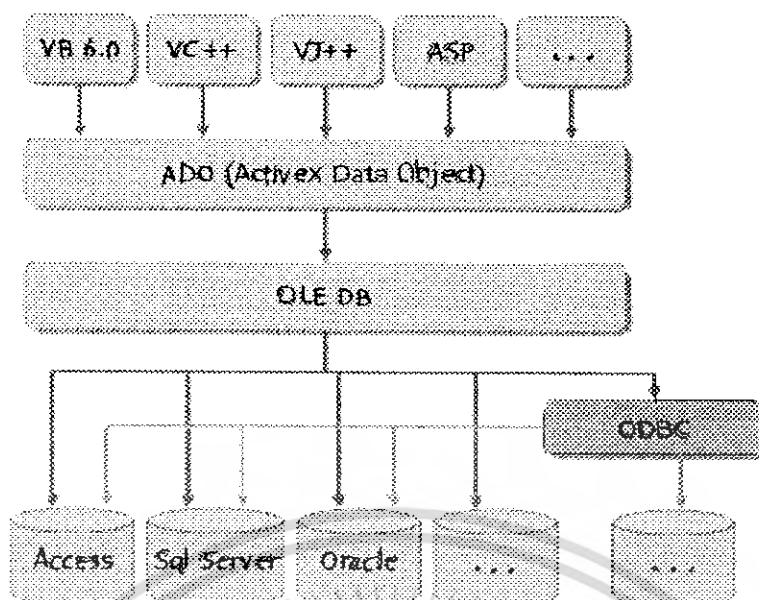 VB 6.0 VC++ VJ++ ASP ...
ADO (Activex Data Object)
OLE DB
ODBC
Access Sql Server Oracle ... ...